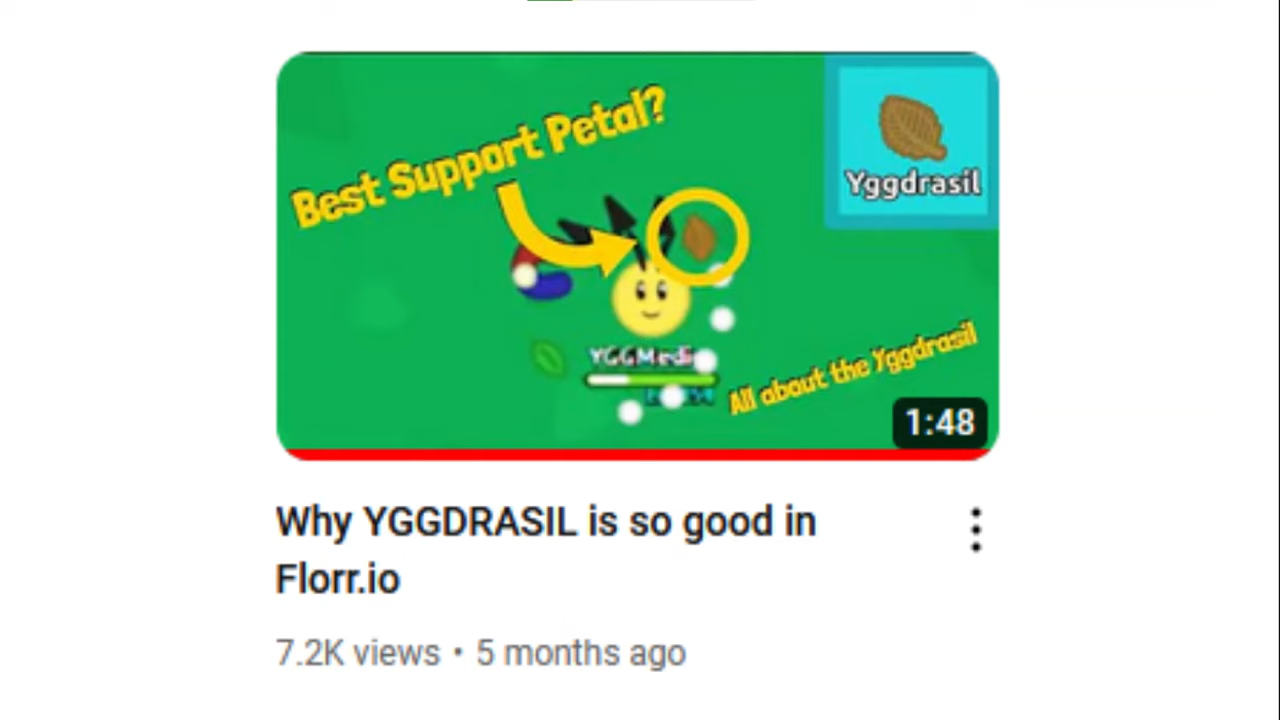 Best Support Petal?
Yggdrasil
All about the Yggdrasil
1:48
Why YGGDRASIL is so good in
Florr.io
7.2K views • 5 months ago